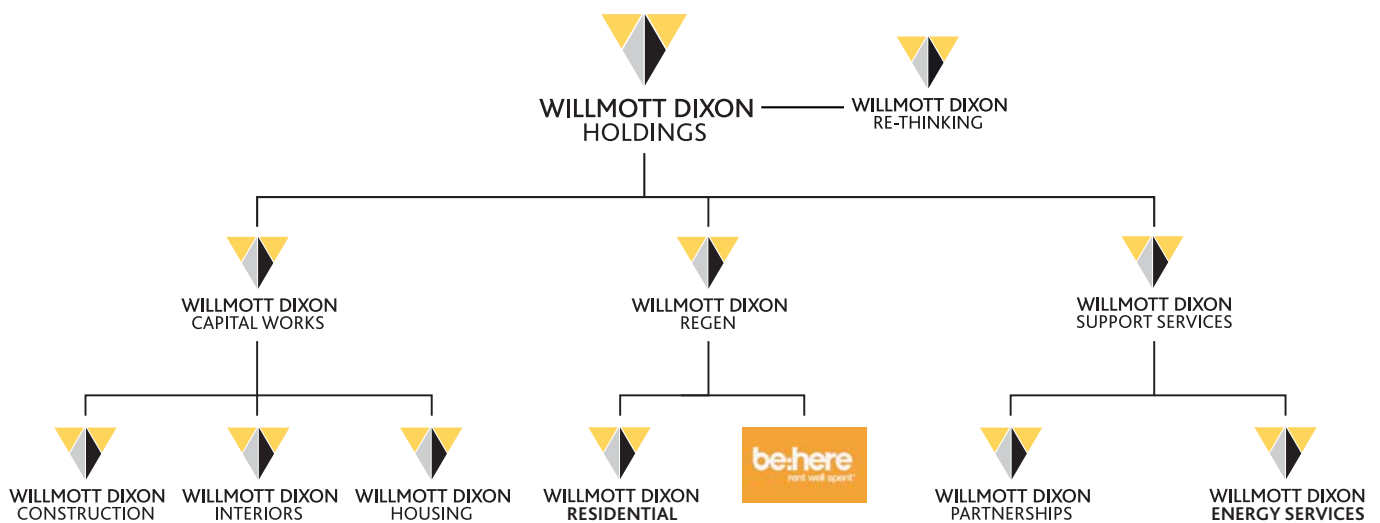 WILLMOTT DIXON
HOLDINGS
WILLMOTT DIXON
RE-THINKING
WILLMOTT DIXON
CAPITAL WORKS
WILLMOTT DIXON
REGEN
WILLMOTT DIXON
SUPPORT SERVICES
WILLMOTT DIXON
CONSTRUCTION
WILLMOTT DIXON
INTERIORS
WILLMOTT DIXON
HOUSING
WILLMOTT DIXON
RESIDENTIAL
be:here
rent well spent
WILLMOTT DIXON
PARTNERSHIPS
WILLMOTT DIXON
ENERGY SERVICES